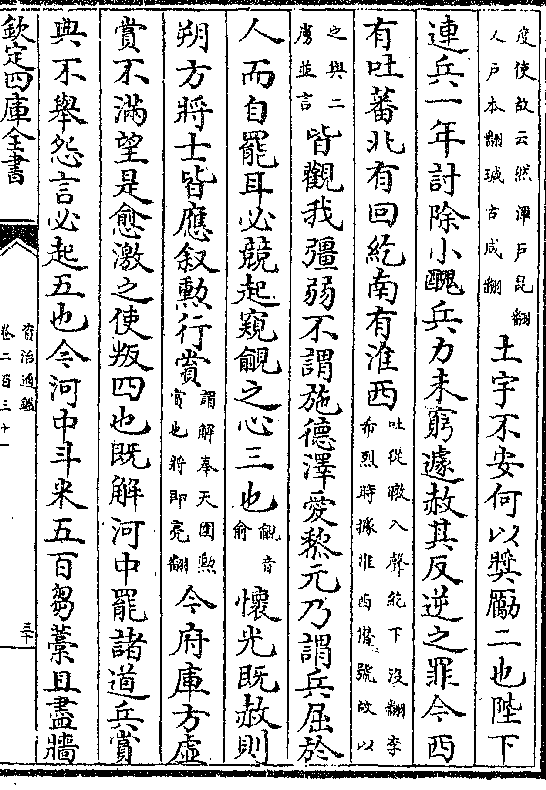 度使故云然渾戶昆翻
人戶本翻瑊古咸翻
土宇不安何以奬勵二也陛下
連兵一年討除小醜兵力未窮遽赦其反逆之罪今西
有吐蕃北有回紇南有淮西
吐從暾入聲紇下没翻李
希烈時據淮西僭號故以
之與二
虜並言
皆觀我彊弱不謂施德澤愛黎元乃謂兵屈於
人而自罷耳必競起窺覦之心三也
覦音
俞
懷光既赦則
朔方將士皆應叙勲行賞
謂解奉天圍勲
賞也將即亮翻
今府庫方虚
賞不滿望是愈激之使叛四也既解河中罷諸道兵賞
典不舉怨言必起五也今河中斗米五百芻藁且盡牆
欽定四庫全書
資治通鑑
卷二百三十一
三十